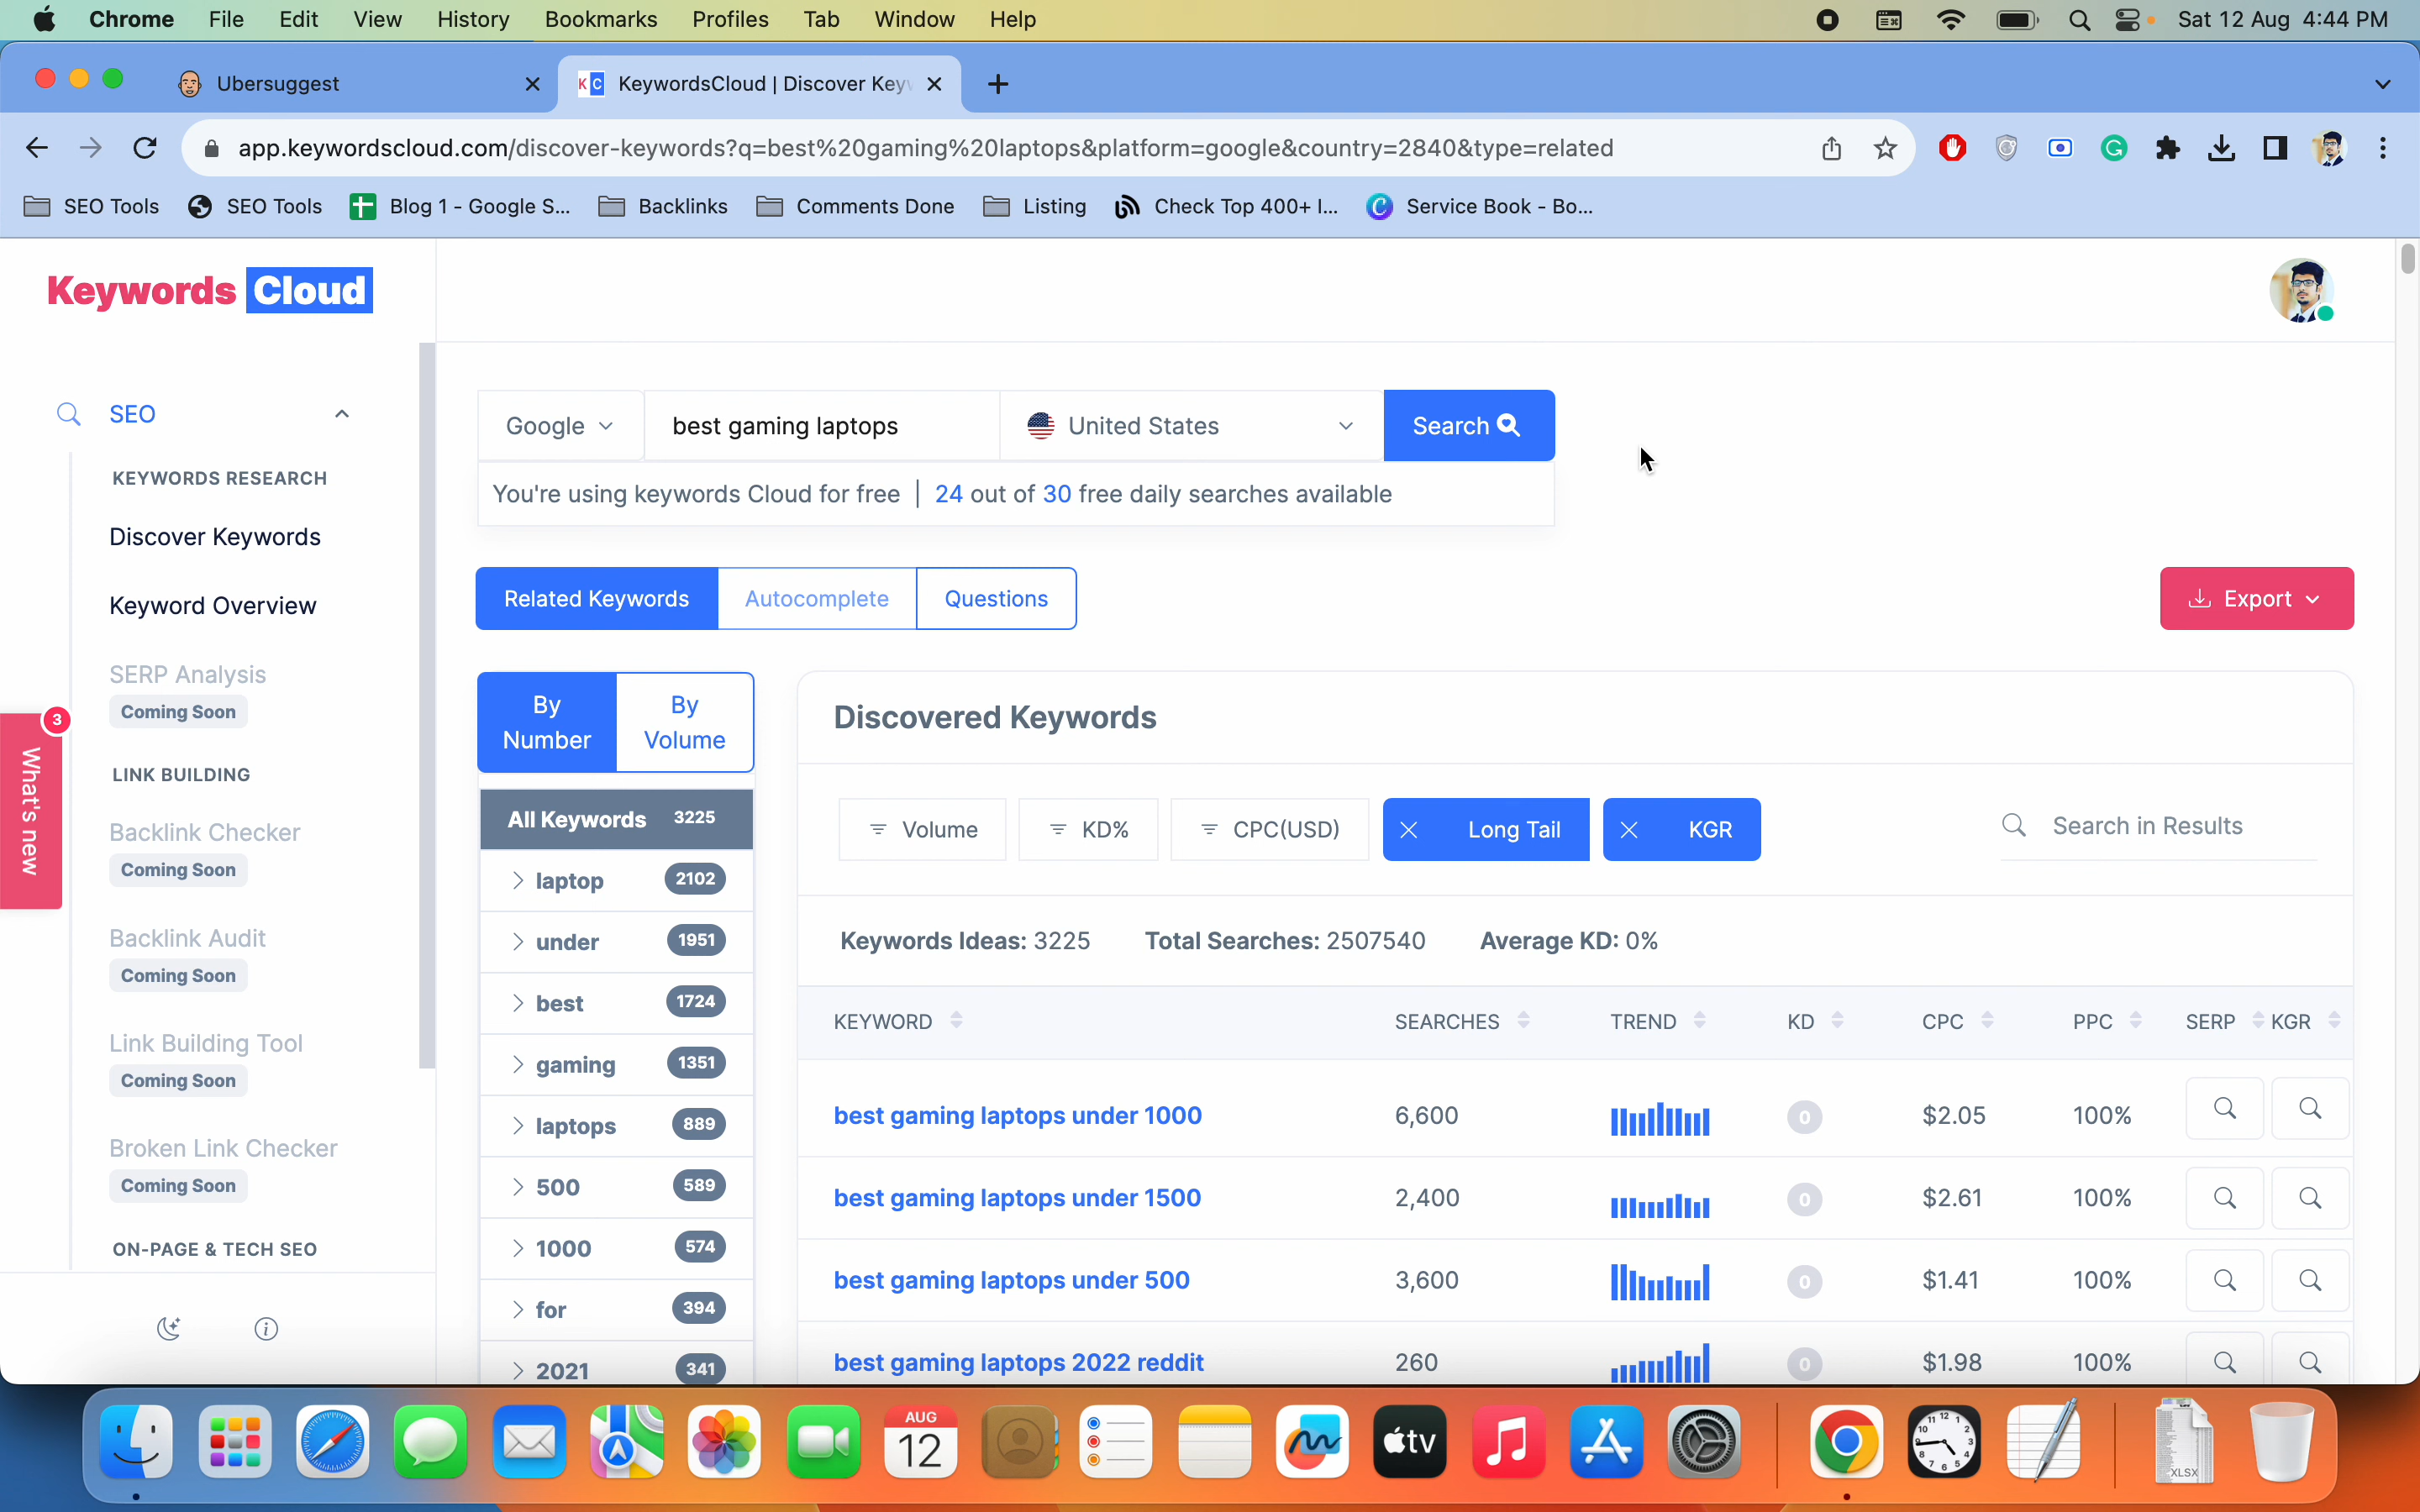 Chrome File Edit View History Bookmarks Profiles Tab Window Help Sat 12 Aug 4:44 PM
Ubersuggest
KC KeywordsCloud | Discover Key
app.keywordscloud.com/discover-keywords?q=best%20gaming%20laptops&platform=google&country=2840&type=related
SEO Tools SEO Tools Blog 1 - Google S... Backlinks Comments Done Listing Check Top 400+ I... Service Book - Bo...
Keywords Cloud
SEO
KEYWORDS RESEARCH
Discover Keywords
Keyword Overview
SERP Analysis
Coming Soon
LINK BUILDING
Backlink Checker
Coming Soon
Backlink Audit
Coming Soon
Link Building Tool
Coming Soon
Broken Link Checker
Coming Soon
ON-PAGE & TECH SEO
3
What's new
Google best gaming laptops United States Search
You're using keywords Cloud for free | 24 out of 30 free daily searches available
Related Keywords Autocomplete Questions
Export
By Number
By Volume
All Keywords 3225
laptop 2102
under 1951
best 1724
gaming 1351
laptops 889
500 589
1000 574
for 394
2021 341
Discovered Keywords
Volume KD% CPC(USD) Long Tail KGR Search in Results
Keywords Ideas: 3225 Total Searches: 2507540 Average KD: 0%
KEYWORD SEARCHES TREND KD CPC PPC SERP KGR
best gaming laptops under 1000 6,600 0 $2.05 100%
best gaming laptops under 1500 2,400 0 $2.61 100%
best gaming laptops under 500 3,600 0 $1.41 100%
best gaming laptops 2022 reddit 260 0 $1.98 100%
AUG
12
tv
XLSX